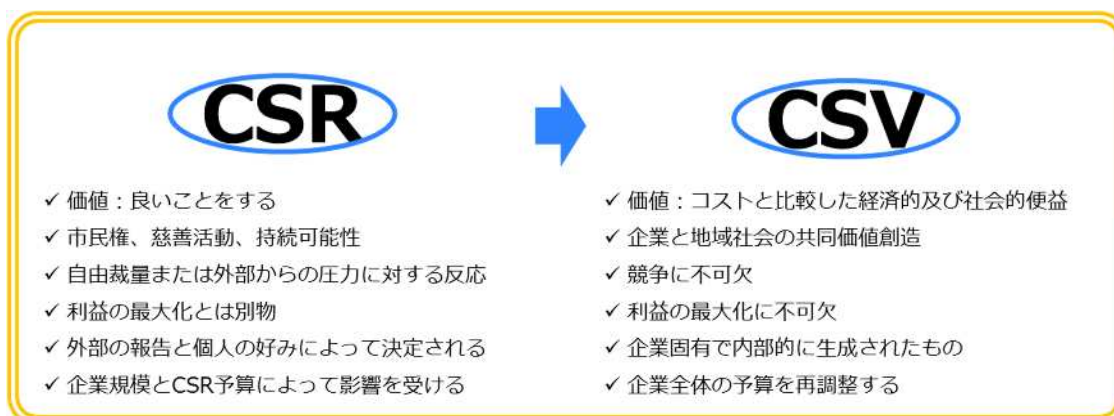 CSR
✓ 価値：良いことをする
✓ 市民権、慈善活動、持続可能性
✓ 自由裁量または外部からの圧力に対する反応
✓ 利益の最大化とは別物
✓ 外部の報告と個人の好みによって決定される
✓ 企業規模とCSR予算によって影響を受ける
CSV
✓ 価値：コストと比較した経済的及び社会的便益
✓ 企業と地域社会の共同価値創造
✓ 競争に不可欠
✓ 利益の最大化に不可欠
✓ 企業固有で内部的に生成されたもの
✓ 企業全体の予算を再調整する